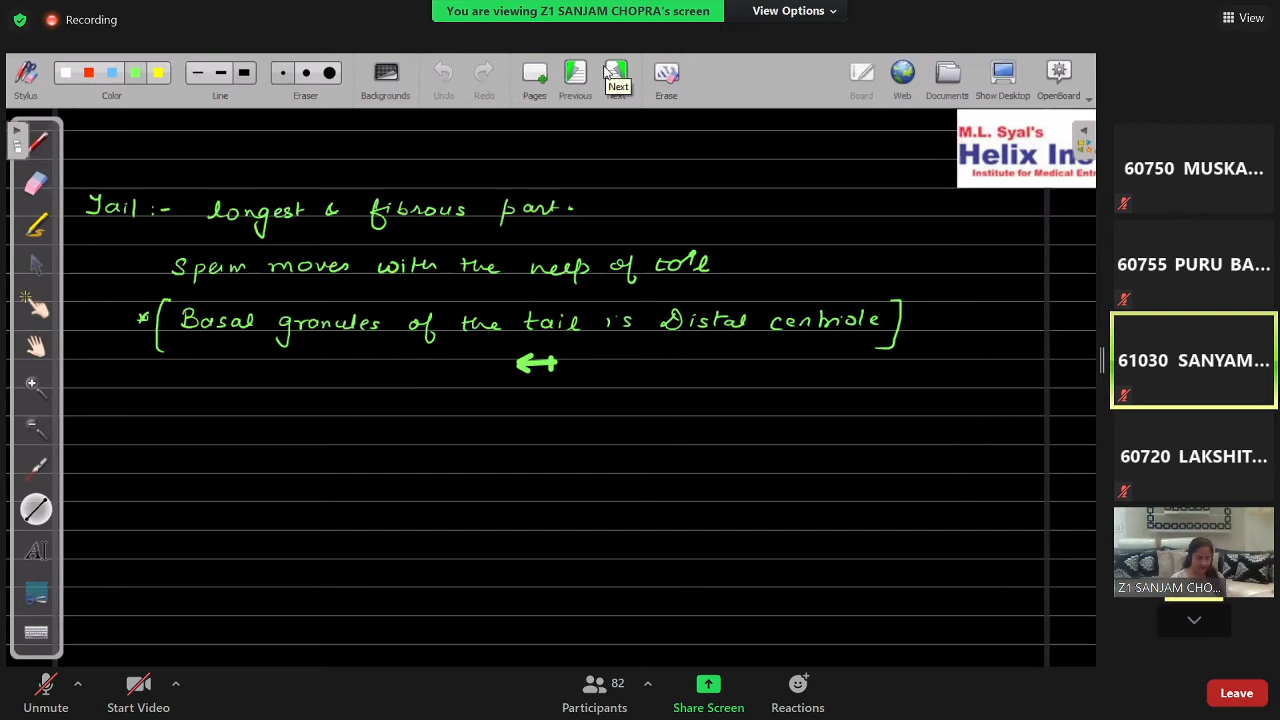 Recording
You are viewing Z1 SANJAM CHOPRA's screen
View Options
View
Stylus
Color
Line
Eraser
Backgrounds
Undo
Redo
Pages
Previous
Next
Next
Erase
Board
Web
Documents
Show Desktop
OpenBoard
M.L. Syal's
Helix Ins
Institute for Medical Entr
Tail :- longest & fibrous part.
Sperm moves with the help of tail
*[Basal granules of the tail is Distal centriole]
60750 MUSKA...
60755 PURU BA...
61030 SANYAM...
60720 LAKSHIT...
Z1 SANJAM CHO...
Unmute
Start Video
82
Participants
Share Screen
Reactions
Leave